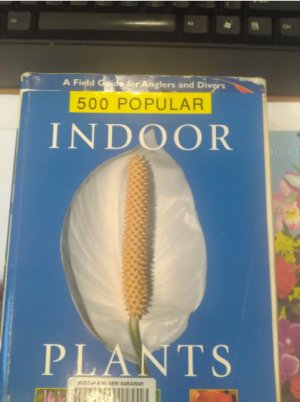 A Field Guide for Anglers and Divers
500 POPULAR
INDOOR
PLANTS
PUSTAKA NEGERI SARAWAK